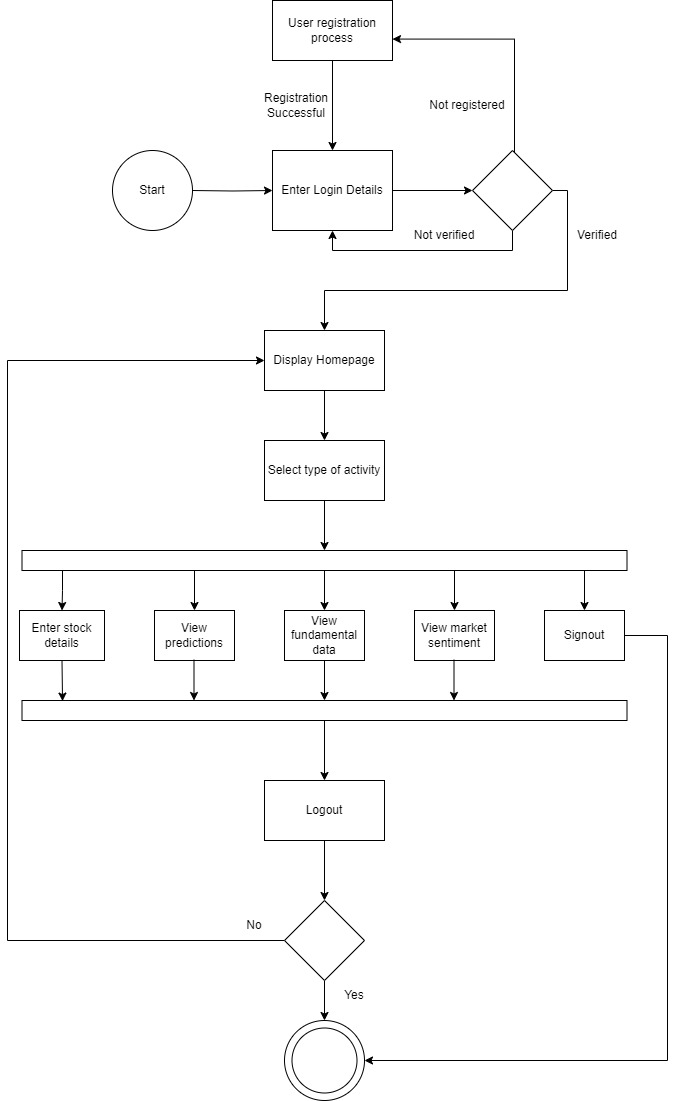 User registration
process
Registration
Successful
Not registered
Start
Enter Login Details
Not verified
Verified
Display Homepage
Select type of activity
Enter stock
details
View
predictions
View
fundamental
data
View market
sentiment
Signout
Logout
No
Yes